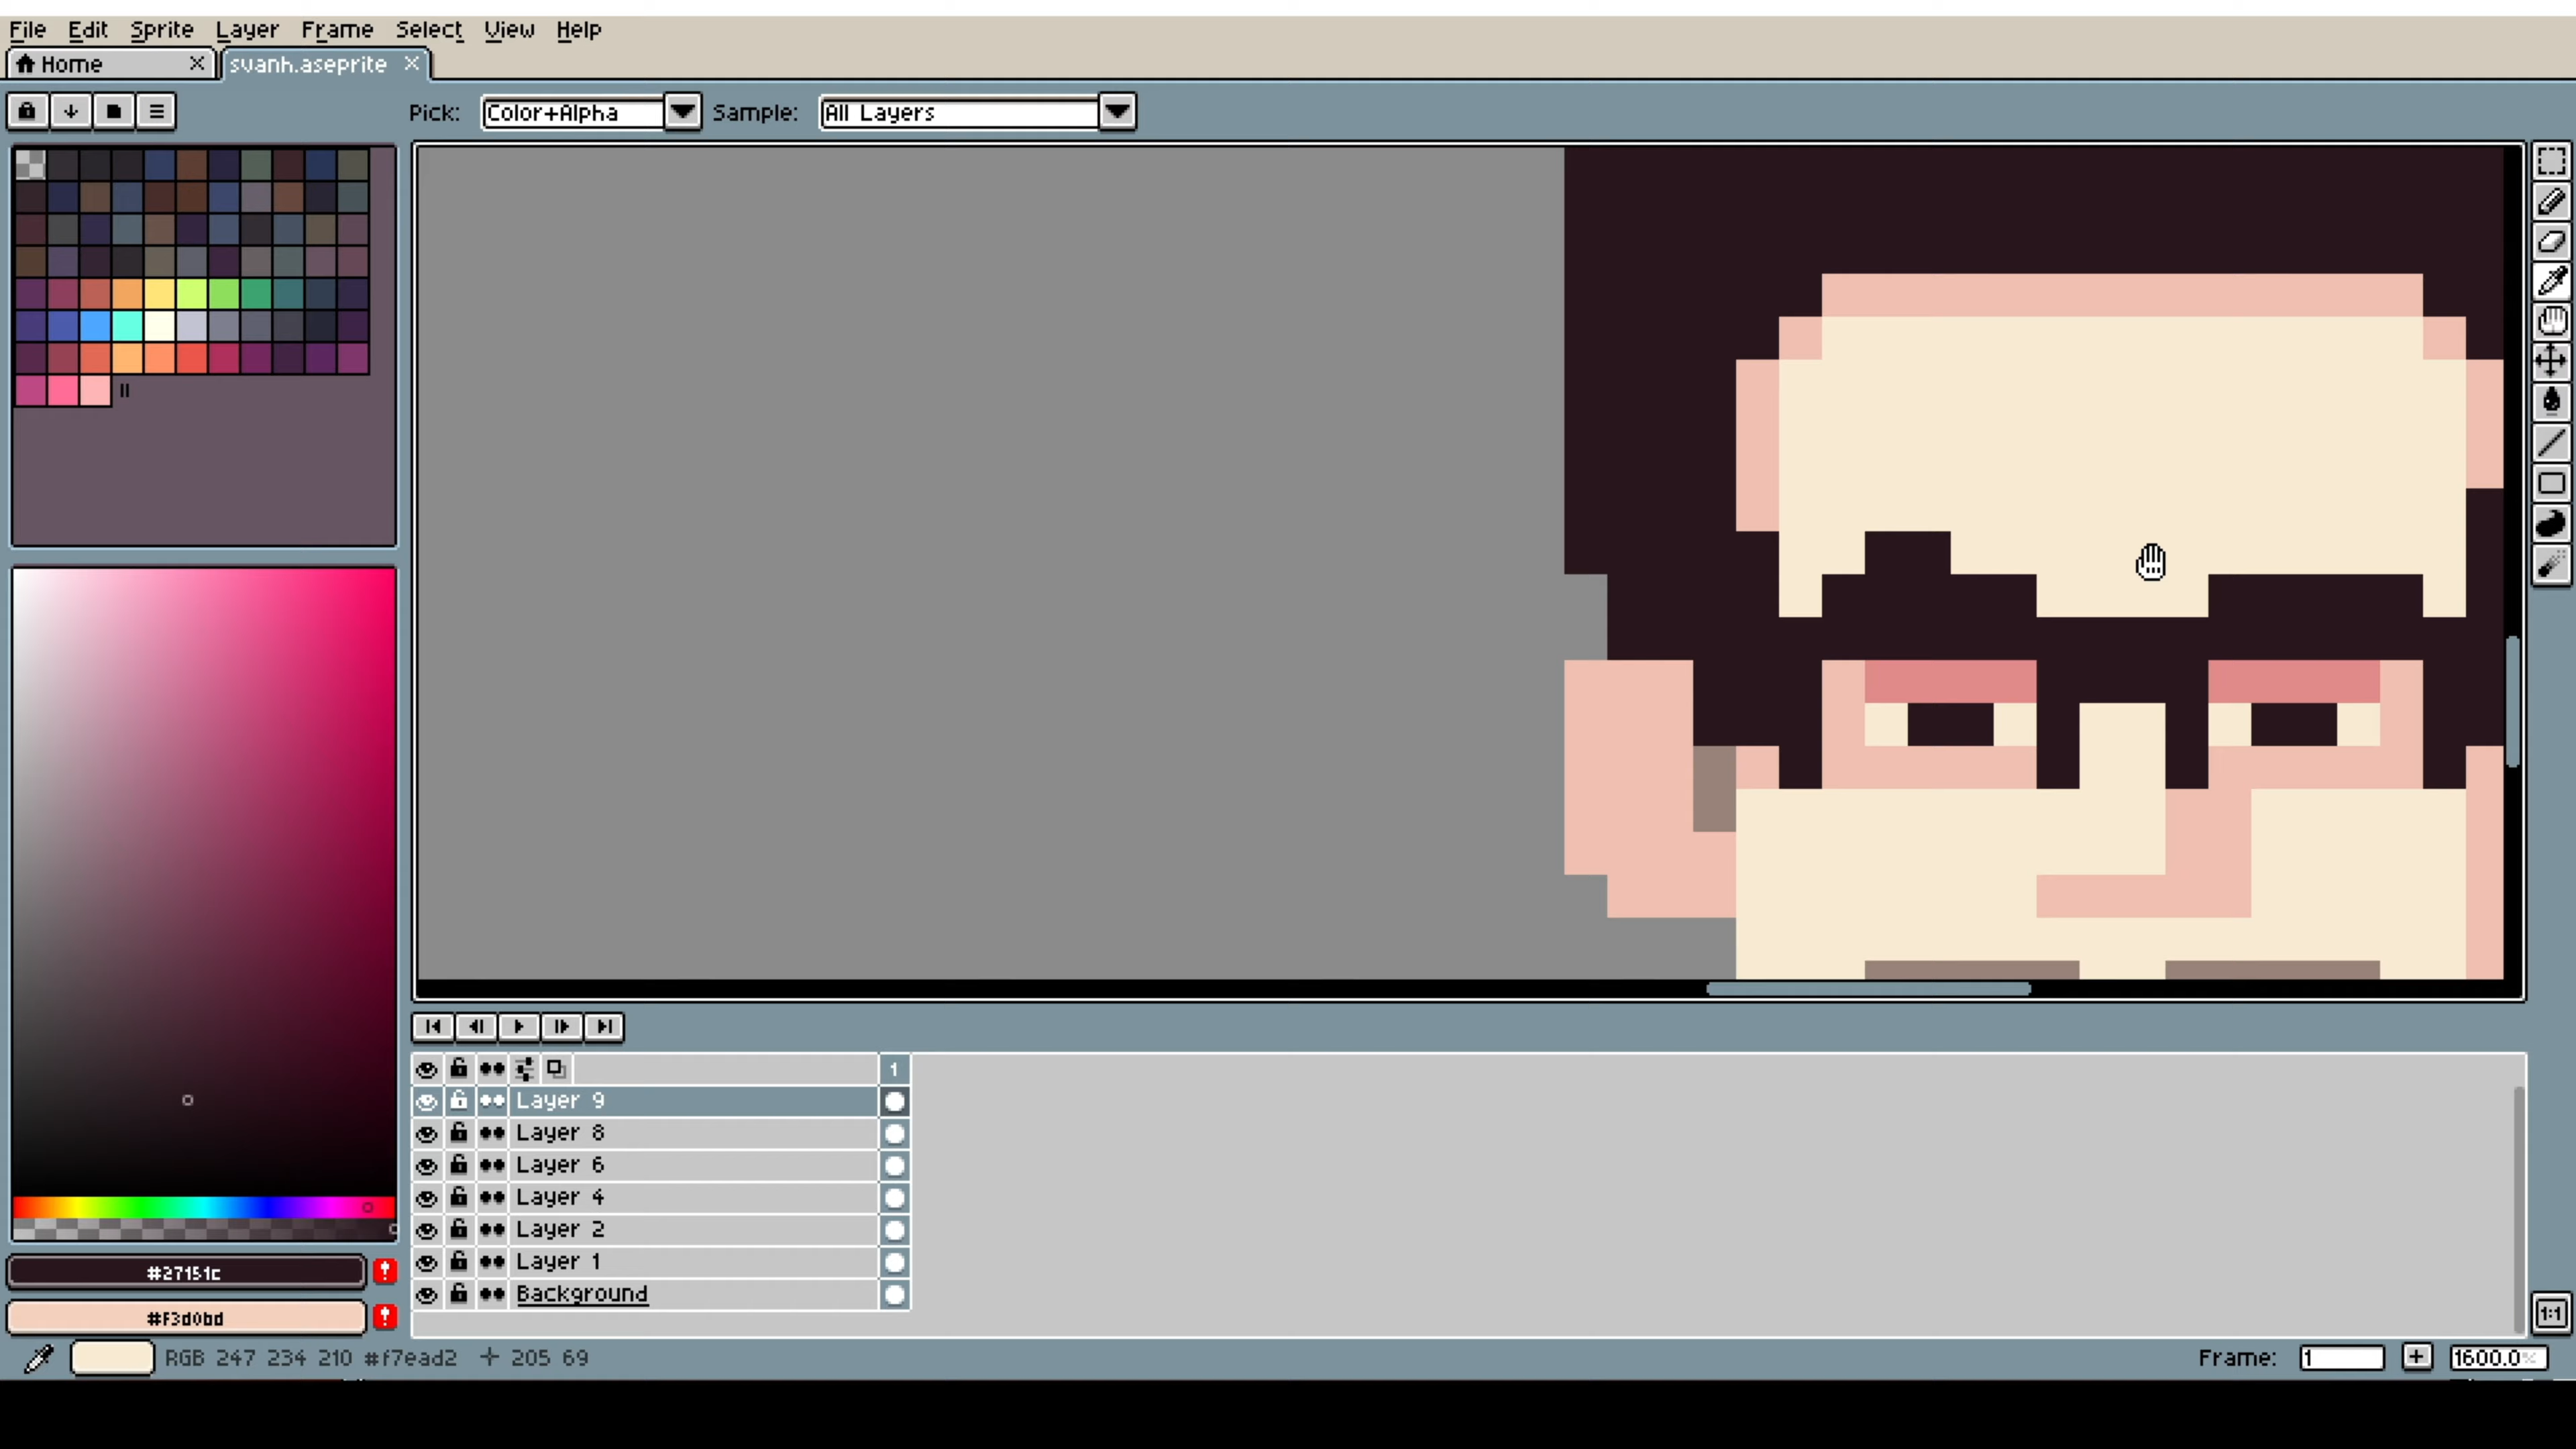 File Edit Sprite Layer Frame Select View Help
Home svanh.aseprite
Pick: Color+Alpha Sample: All Layers
1
Layer 9
Layer 8
Layer 6
Layer 4
Layer 2
Layer 1
Background
#27151c
#f3d0bd
RGB 247 234 210 #f7ead2 205 69 Frame: 1 + 1600.0%
1:1